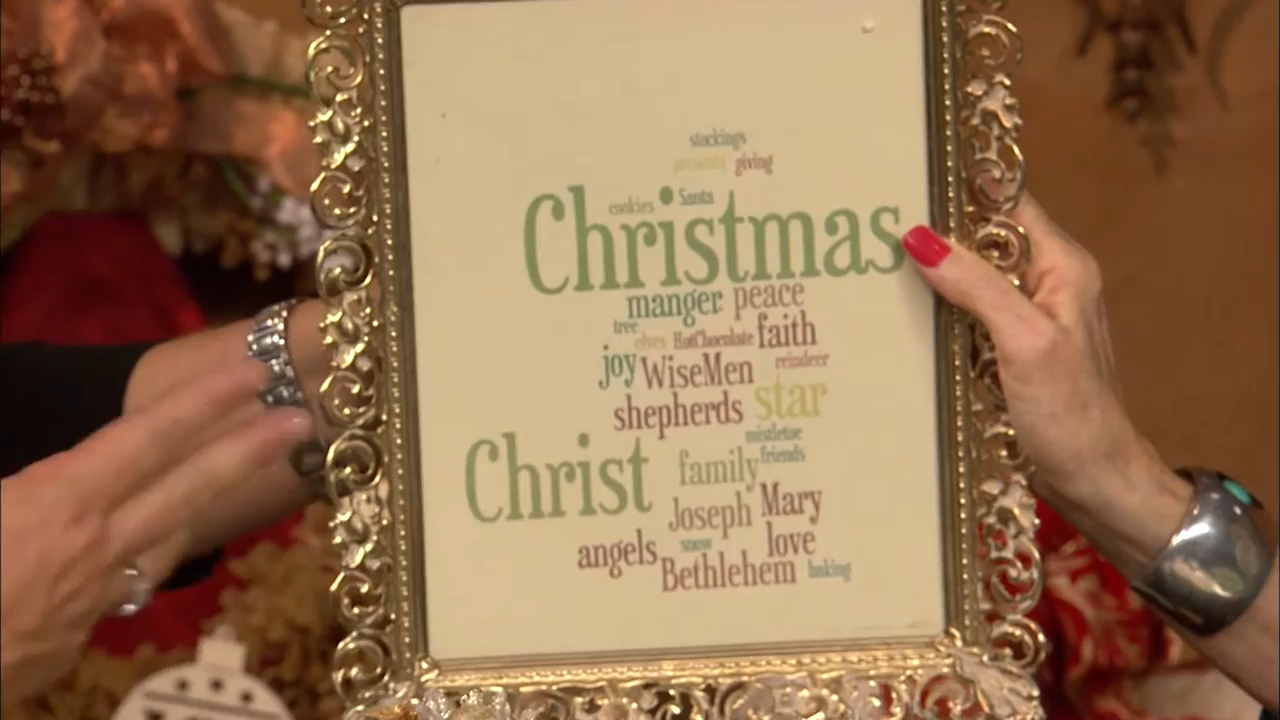 stockings
presents giving
cookies Santa
Christmas
manger peace
tree elves HotChocolate faith
joy WiseMen reindeer
shepherds star
mistletoe
Christ family friends
Joseph Mary
angels snow love
Bethlehem baking